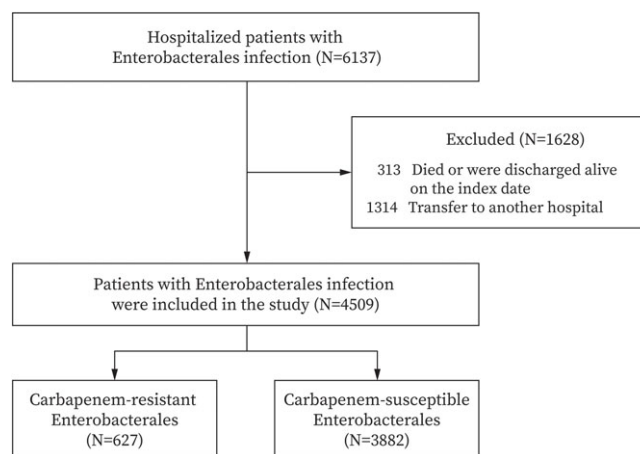 Hospitalized patients with
Enterobacterales infection (N=6137)
Excluded (N=1628)
313 Died or were discharged alive
on the index date
1314 Transfer to another hospital
Patients with Enterobacterales infection
were included in the study (N=4509)
Carbapenem-resistant
Enterobacterales
(N=627)
Carbapenem-susceptible
Enterobacterales
(N=3882)